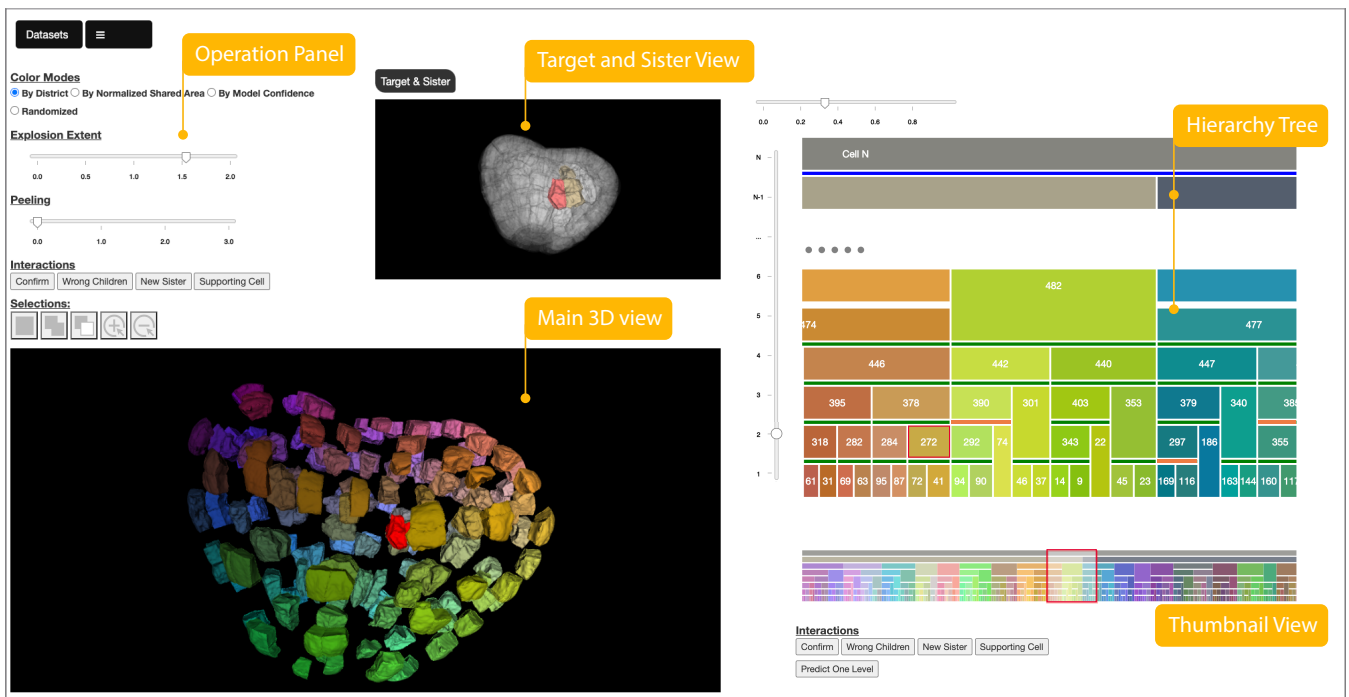 Datasets
☰
Operation Panel
Color Modes
By District By Normalized Shared Area By Model Confidence
Randomized
Explosion Extent
0.0 0.5 1.0 1.5 2.0
Peeling
0.0 1.0 2.0 3.0
Interactions
Confirm Wrong Children New Sister Supporting Cell
Selections:
Target and Sister View
Target & Sister
Main 3D view
0.0 0.2 0.4 0.6 0.8
Hierarchy Tree
N Cell N
N-1
...
6 482
5 474 477
4 446 442 440 447
3 395 378 390 301 403 353 379 340 385
2 318 282 284 272 292 74 343 22 297 186 355
1 61 31 69 63 95 87 72 41 94 90 46 37 14 9 45 23 169 116 163 144 160 117
Thumbnail View
Interactions
Confirm Wrong Children New Sister Supporting Cell
Predict One Level